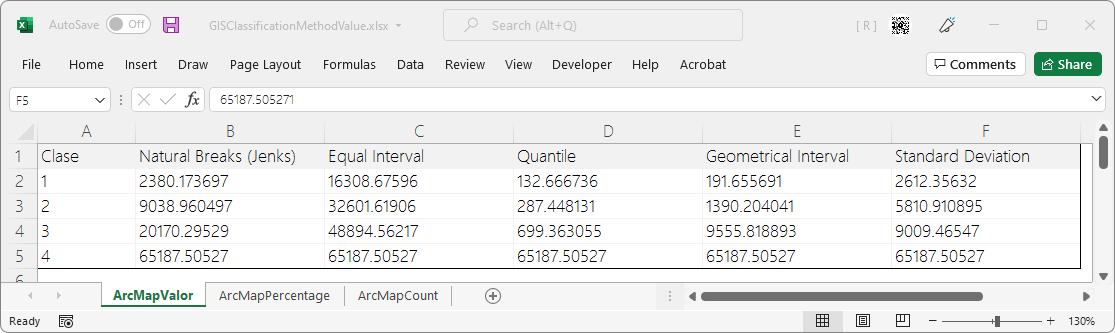 AutoSave Off GISClassificationMethodValue.xlsx Search (Alt+Q) [ R ]
File Home Insert Draw Page Layout Formulas Data Review View Developer Help Acrobat Comments Share
F5 fx 65187.505271
A B C D E F
1 Clase Natural Breaks (Jenks) Equal Interval Quantile Geometrical Interval Standard Deviation
2 1 2380.173697 16308.67596 132.666736 191.655691 2612.35632
3 2 9038.960497 32601.61906 287.448131 1390.204041 5810.910895
4 3 20170.29529 48894.56217 699.363055 9555.818893 9009.46547
5 4 65187.50527 65187.50527 65187.50527 65187.50527 65187.50527
6
ArcMapValor ArcMapPercentage ArcMapCount
Ready 130%